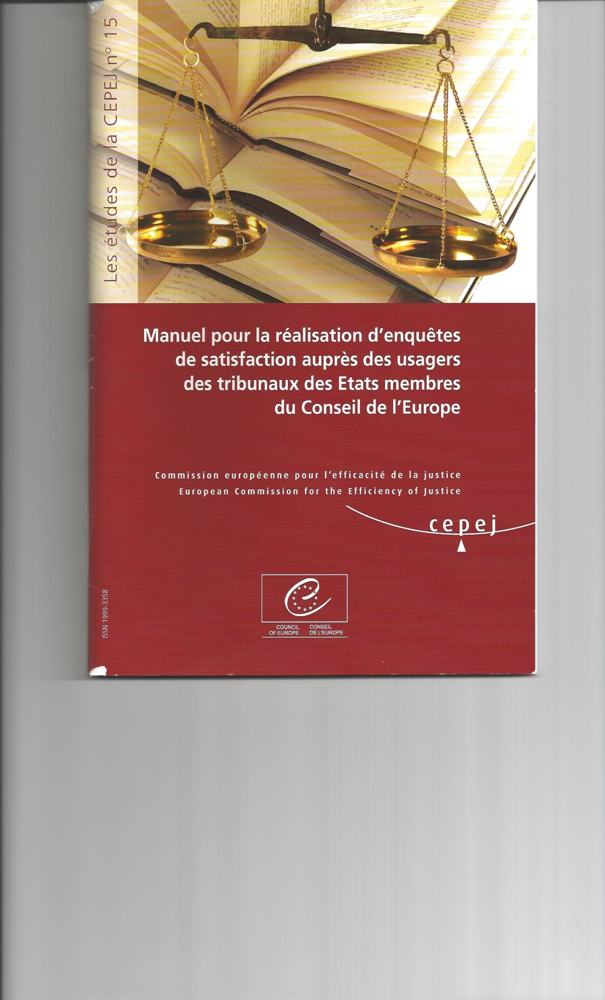 Les études de la CEPEJ nº 15
Manuel pour la réalisation d'enquêtes
de satisfaction auprès des usagers
des tribunaux des Etats membres
du Conseil de l'Europe
Commission européenne pour l'efficacité de la justice
European Commission for the Efficiency of Justice
cepej
ISSN 1999-3358
COUNCIL OF EUROPE
CONSEIL DE L'EUROPE